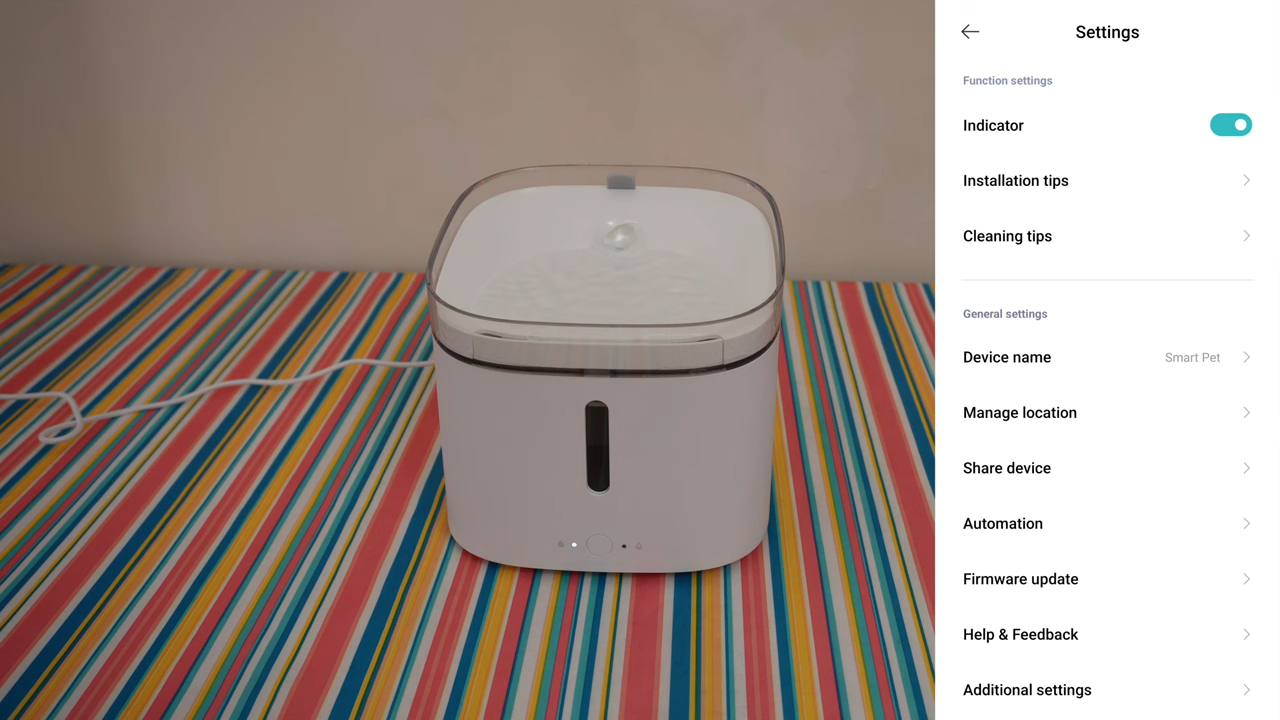 Settings
Function settings
Indicator
Installation tips
Cleaning tips
General settings
Device name Smart Pet
Manage location
Share device
Automation
Firmware update
Help & Feedback
Additional settings